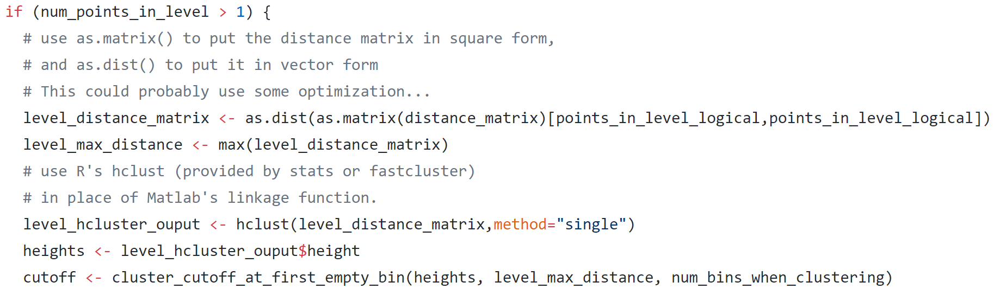 if (num_points_in_level > 1) {
# use as.matrix() to put the distance matrix in square form,
# and as.dist() to put it in vector form
# This could probably use some optimization...
level_distance_matrix <- as.dist(as.matrix(distance_matrix)[points_in_level_logical,points_in_level_logical])
level_max_distance <- max(level_distance_matrix)
# use R's hclust (provided by stats or fastcluster)
# in place of Matlab's linkage function.
level_hcluster_ouput <- hclust(level_distance_matrix,method="single")
heights <- level_hcluster_ouput$height
cutoff <- cluster_cutoff_at_first_empty_bin(heights, level_max_distance, num_bins_when_clustering)